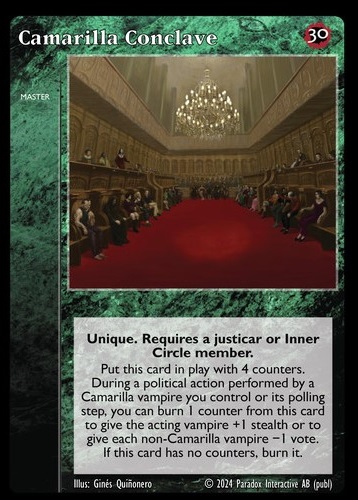 Camarilla Conclave
30
MASTER
Unique. Requires a justicar or Inner
Circle member.
Put this card in play with 4 counters.
During a political action performed by a
Camarilla vampire you control or its polling
step, you can burn 1 counter from this card
to give the acting vampire +1 stealth or to
give each non-Camarilla vampire −1 vote.
If this card has no counters, burn it.
Illus: Ginés Quiñonero
© 2024 Paradox Interactive AB (publ)